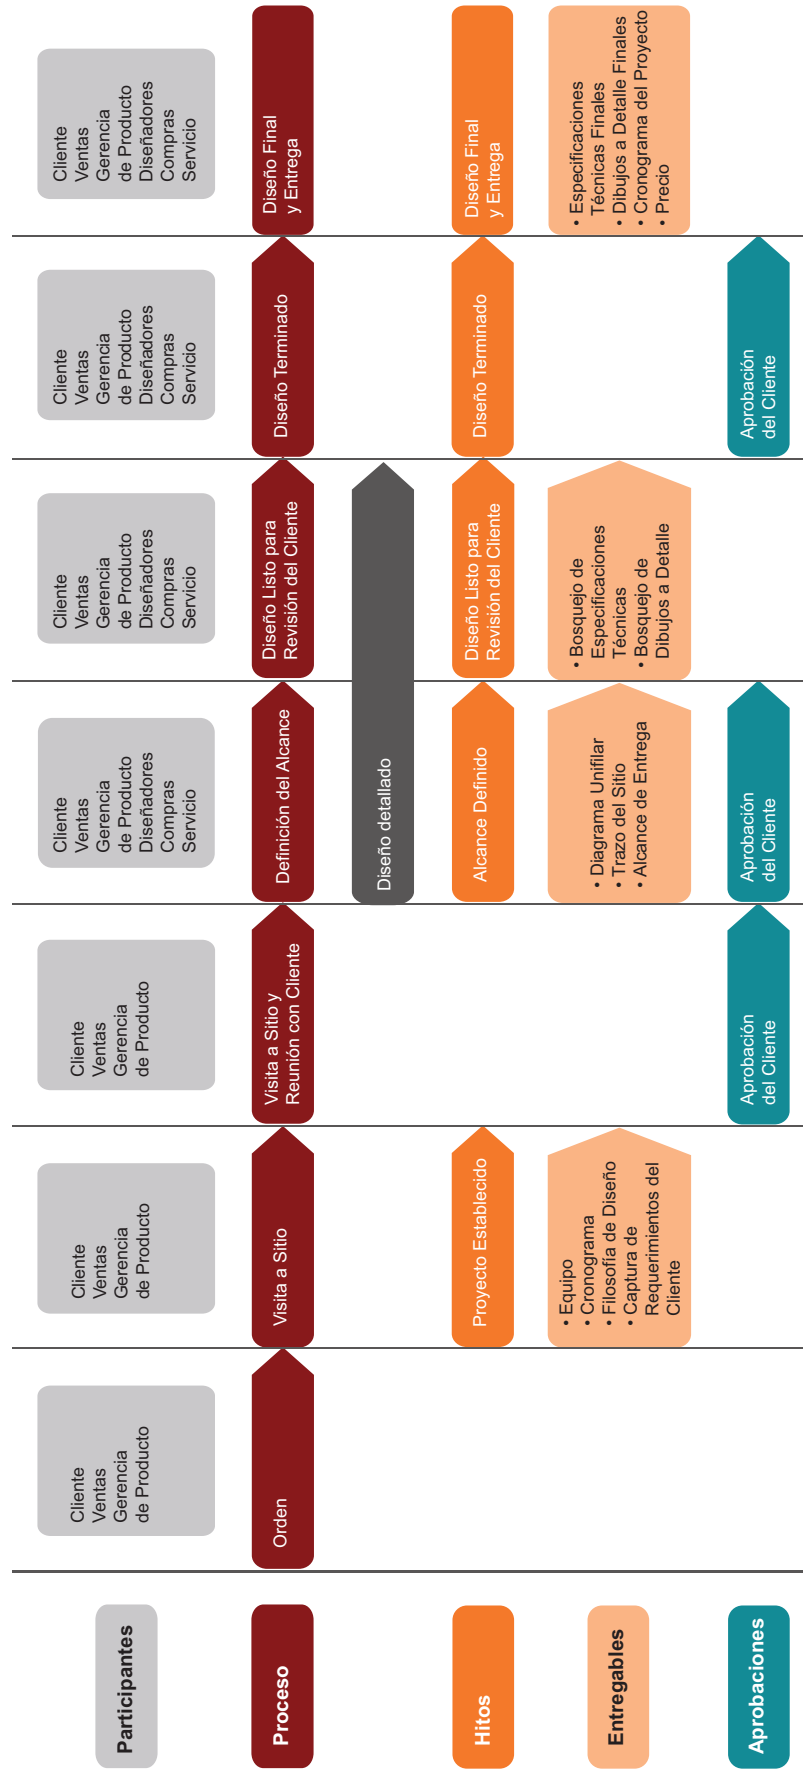 Participantes
Cliente
Ventas
Gerencia
de Producto
Cliente
Ventas
Gerencia
de Producto
Cliente
Ventas
Gerencia
de Producto
Cliente
Ventas
Gerencia
de Producto
Diseñadores
Compras
Servicio
Cliente
Ventas
Gerencia
de Producto
Diseñadores
Compras
Servicio
Cliente
Ventas
Gerencia
de Producto
Diseñadores
Compras
Servicio
Cliente
Ventas
Gerencia
de Producto
Diseñadores
Compras
Servicio
Proceso
Orden
Visita a Sitio
Visita a Sitio y
Reunión con Cliente
Definición del Alcance
Diseño Listo para
Revisión del Cliente
Diseño Terminado
Diseño Final
y Entrega
Diseño detallado
Hitos
Proyecto Establecido
Alcance Definido
Diseño Listo para
Revisión del Cliente
Diseño Terminado
Diseño Final
y Entrega
Entregables
• Equipo
• Cronograma
• Filosofía de Diseño
• Captura de
Requerimientos del
Cliente
• Diagrama Unifilar
• Trazo del Sitio
• Alcance de Entrega
• Bosquejo de
Especificaciones
Técnicas
• Bosquejo de
Dibujos a Detalle
• Especificaciones
Técnicas Finales
• Dibujos a Detalle Finales
• Cronograma del Proyecto
• Precio
Aprobaciones
Aprobación
del Cliente
Aprobación
del Cliente
Aprobación
del Cliente